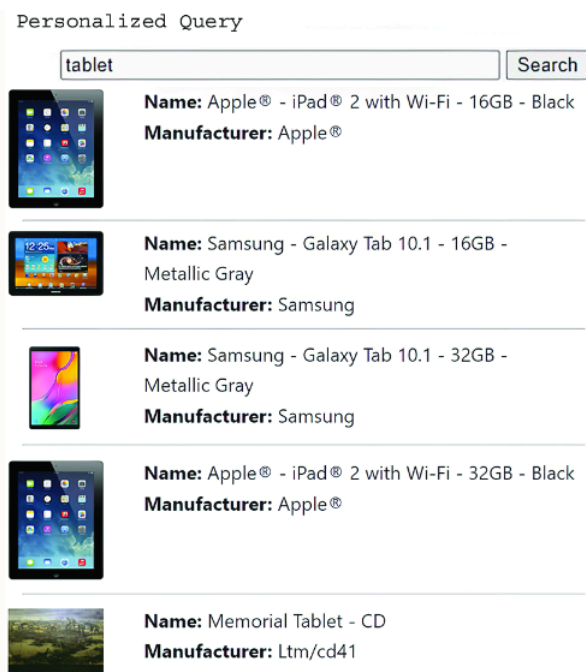 Personalized Query
tablet Search
Name: Apple® - iPad® 2 with Wi-Fi - 16GB - Black
Manufacturer: Apple®
Name: Samsung - Galaxy Tab 10.1 - 16GB -
Metallic Gray
Manufacturer: Samsung
Name: Samsung - Galaxy Tab 10.1 - 32GB -
Metallic Gray
Manufacturer: Samsung
Name: Apple® - iPad® 2 with Wi-Fi - 32GB - Black
Manufacturer: Apple®
Name: Memorial Tablet - CD
Manufacturer: Ltm/cd41